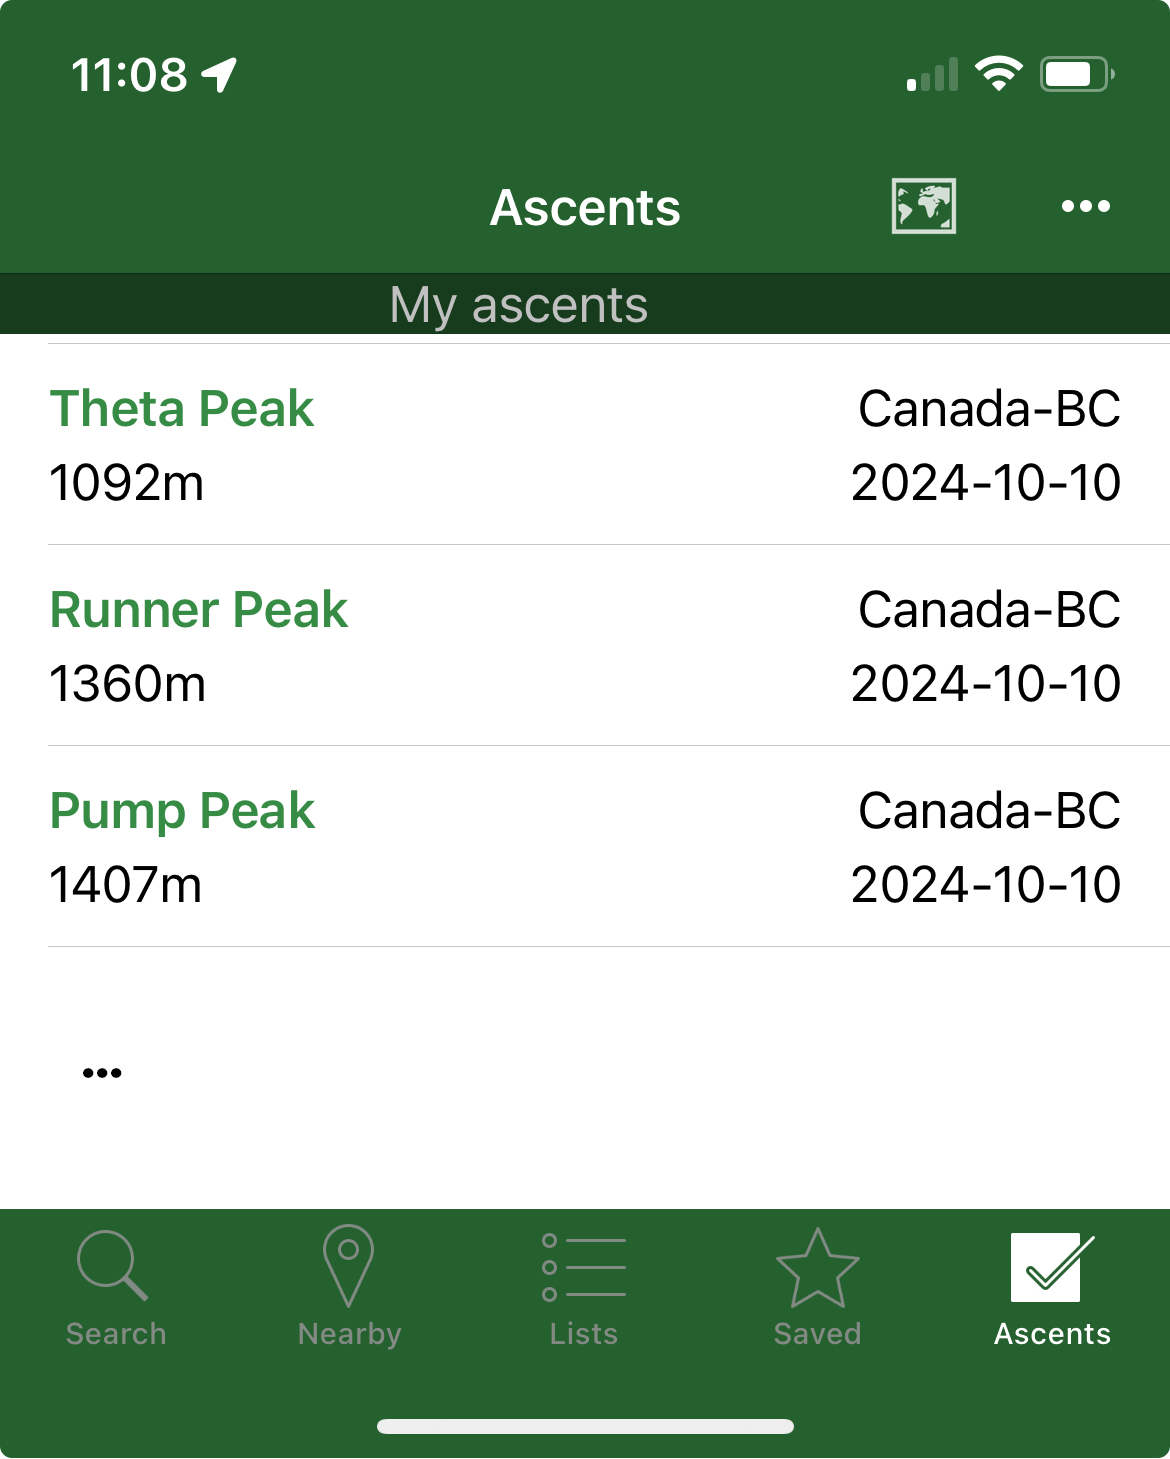 11:08
Ascents
•••
My ascents
Theta Peak Canada-BC
1092m 2024-10-10
Runner Peak Canada-BC
1360m 2024-10-10
Pump Peak Canada-BC
1407m 2024-10-10
•••
Search Nearby Lists Saved Ascents